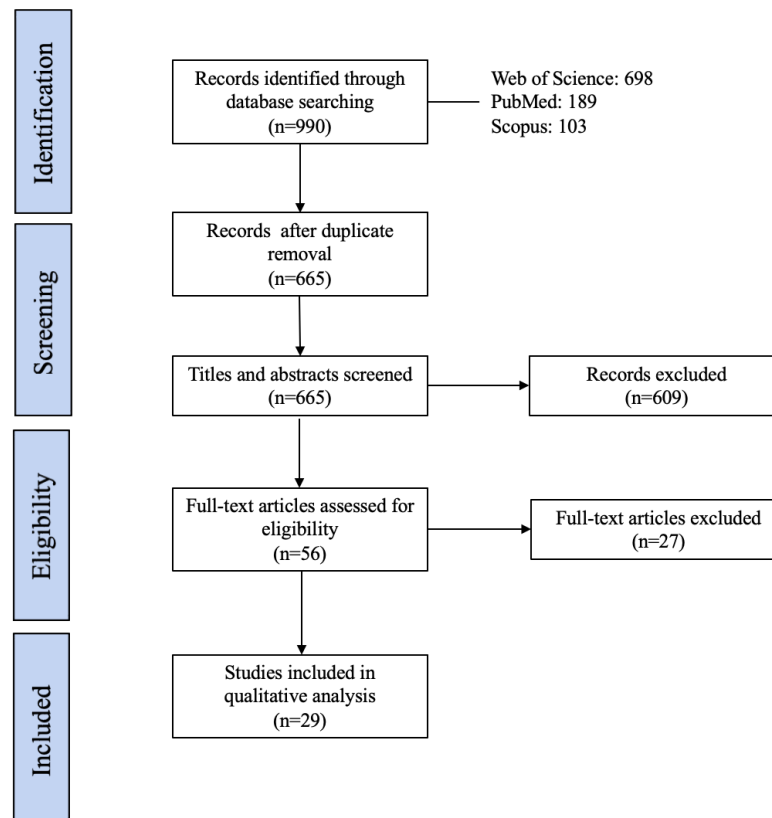 Identification
Records identified through
database searching
(n=990)
Web of Science: 698
PubMed: 189
Scopus: 103
Screening
Records after duplicate
removal
(n=665)
Titles and abstracts screened
(n=665)
Records excluded
(n=609)
Eligibility
Full-text articles assessed for
eligibility
(n=56)
Full-text articles excluded
(n=27)
Included
Studies included in
qualitative analysis
(n=29)